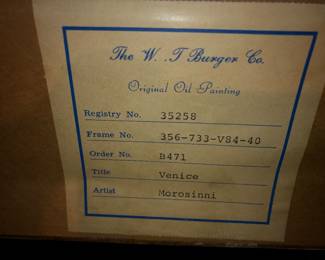 The W. .T Burger Co.
Original Oil Painting
Registry No. 35258
Frame No. 356-733-V84-40
Order No. B471
Title Venice
Artist Morosinni